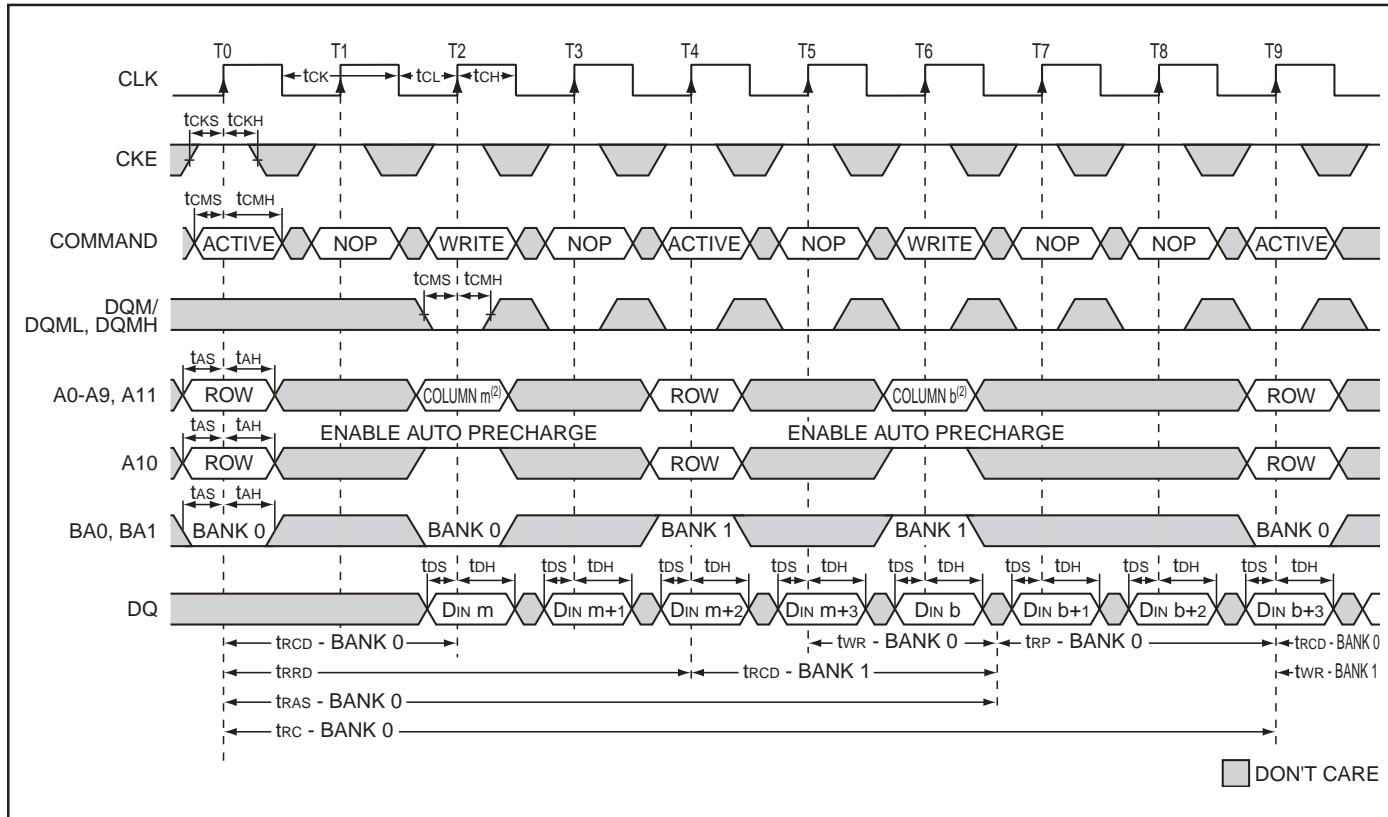 T0 T1 T2 T3 T4 T5 T6 T7 T8 T9
CLK
tCK tCL tCH
tCKS tCKH
CKE
tCMS tCMH
COMMAND ACTIVE NOP WRITE NOP ACTIVE NOP WRITE NOP NOP ACTIVE
tCMS tCMH
DQM/
DQML, DQMH
tAS tAH
A0-A9, A11 ROW COLUMN m(2) ROW COLUMN b(2) ROW
tAS tAH ENABLE AUTO PRECHARGE ENABLE AUTO PRECHARGE
A10 ROW ROW ROW
tAS tAH
BA0, BA1 BANK 0 BANK 0 BANK 1 BANK 1 BANK 0
tDS tDH tDS tDH tDS tDH tDS tDH tDS tDH tDS tDH tDS tDH tDS tDH
DQ DIN m DIN m+1 DIN m+2 DIN m+3 DIN b DIN b+1 DIN b+2 DIN b+3
tRCD - BANK 0 tWR - BANK 0 tRP - BANK 0 tRCD - BANK 0
tRRD tRCD - BANK 1 tWR - BANK 1
tRAS - BANK 0
tRC - BANK 0
DON'T CARE